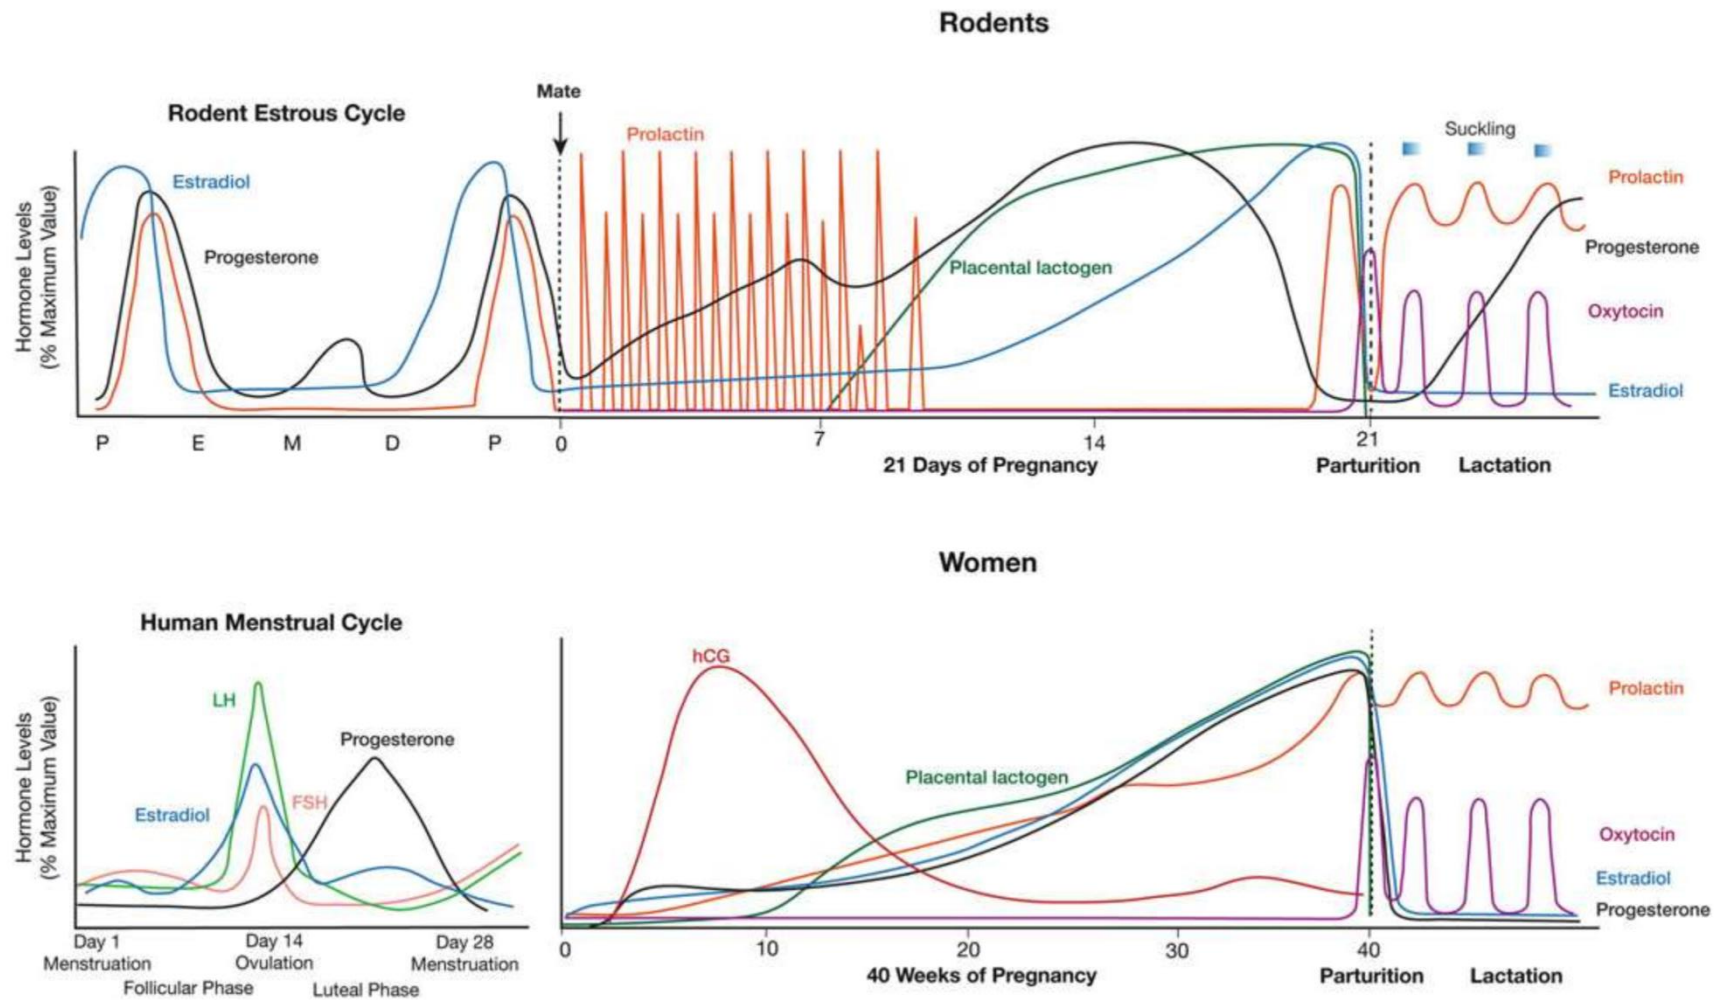 Rodents
Rodent Estrous Cycle
Mate
Prolactin
Suckling
Estradiol
Progesterone
Placental lactogen
Prolactin
Progesterone
Oxytocin
Estradiol
Hormone Levels
(% Maximum Value)
P E M D P 0 7 14 21
21 Days of Pregnancy Parturition Lactation
Women
Human Menstrual Cycle
hCG
LH
Progesterone
Estradiol
FSH
Placental lactogen
Prolactin
Oxytocin
Estradiol
Progesterone
Hormone Levels
(% Maximum Value)
Day 1 Day 14 Day 28
Menstruation Ovulation Menstruation
Follicular Phase Luteal Phase
0 10 20 30 40
40 Weeks of Pregnancy Parturition Lactation